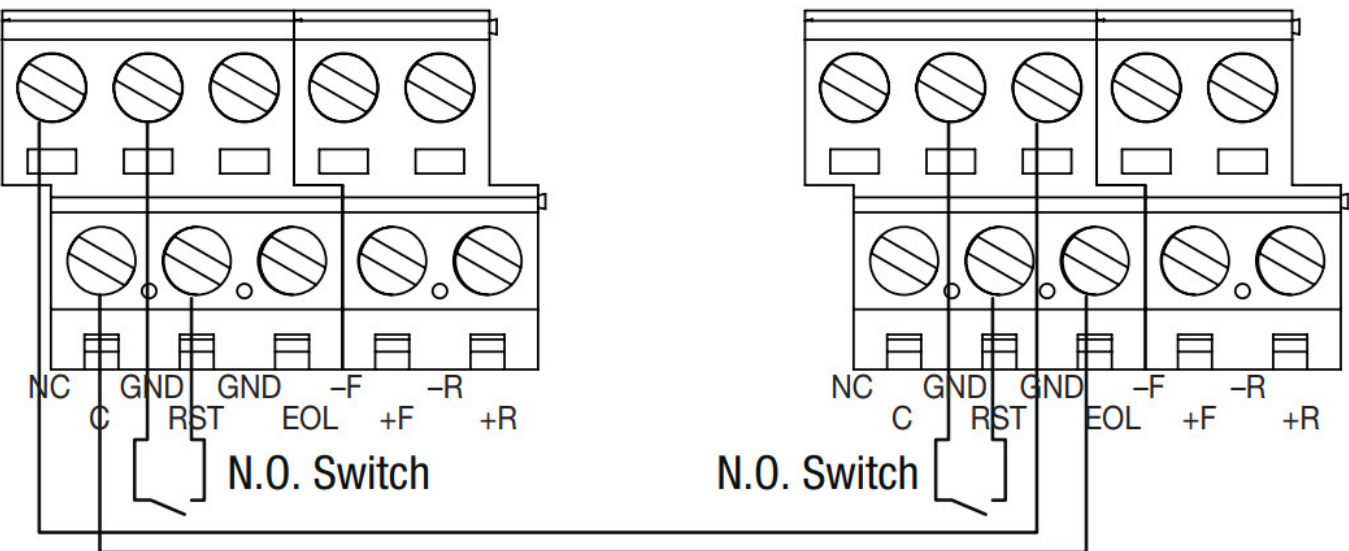 NC GND GND –F –R NC GND GND –F –R
C RST EOL +F +R C RST EOL +F +R
N.O. Switch N.O. Switch